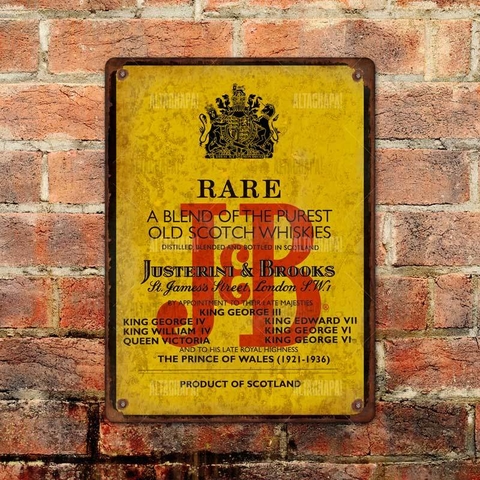 RARE
A BLEND OF THE PUREST
OLD SCOTCH WHISKIES
DISTILLED BLENDED AND BOTTLED IN SCOTLAND
J&B
JUSTERINI & BROOKS
St. James's Street, London S.W.1
BY APPOINTMENT TO THEIR LATE MAJESTIES
KING GEORGE III
KING GEORGE IV KING EDWARD VII
KING WILLIAM IV KING GEORGE VI
QUEEN VICTORIA KING GEORGE VI
AND TO HIS LATE ROYAL HIGHNESS
THE PRINCE OF WALES (1921-1936)
PRODUCT OF SCOTLAND
ALTAGRAPA!